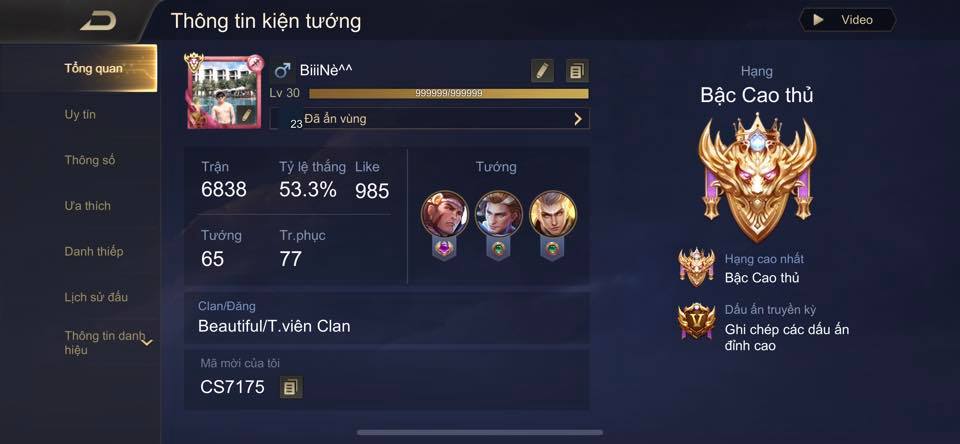 Thông tin kiện tướng
Video
Tổng quan
Uy tín
Thông số
Ưa thích
Danh thiếp
Lịch sử đấu
Thông tin danh
hiệu
BiiiNè^^
Lv 30
999999/999999
23
Đã ẩn vùng
Trận
Tỷ lệ thắng
Like
6838
53.3%
985
Tướng
Tr.phục
65
77
Tướng
Clan/Đăng
Beautiful/T.viên Clan
Mã mời của tôi
CS7175
Hạng
Bậc Cao thủ
Hạng cao nhất
Bậc Cao thủ
Dấu ấn truyền kỳ
Ghi chép các dấu ấn
đỉnh cao
V